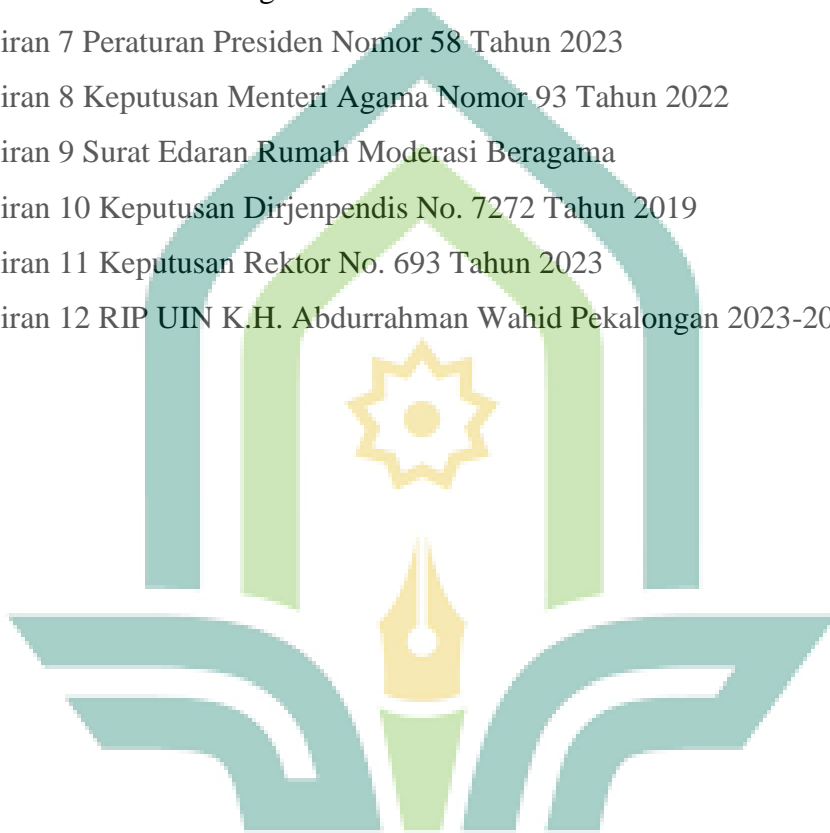 iran 7 Peraturan Presiden Nomor 58 Tahun 2023
iran 8 Keputusan Menteri Agama Nomor 93 Tahun 2022
iran 9 Surat Edaran Rumah Moderasi Beragama
iran 10 Keputusan Dirjenpendis No. 7272 Tahun 2019
iran 11 Keputusan Rektor No. 693 Tahun 2023
iran 12 RIP UIN K.H. Abdurrahman Wahid Pekalongan 2023-20